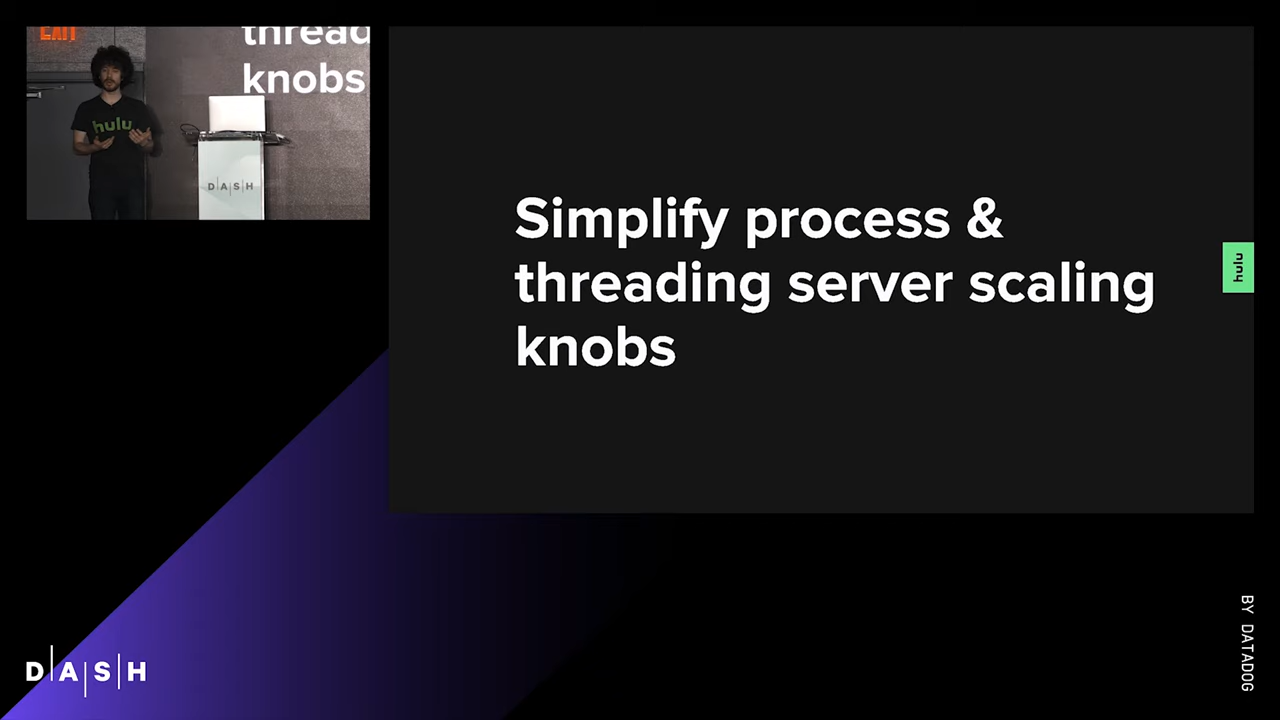 EXIT
thread
knobs
hulu
DASH
Simplify process &
threading server scaling
knobs
hulu
DASH
BY DATADOG